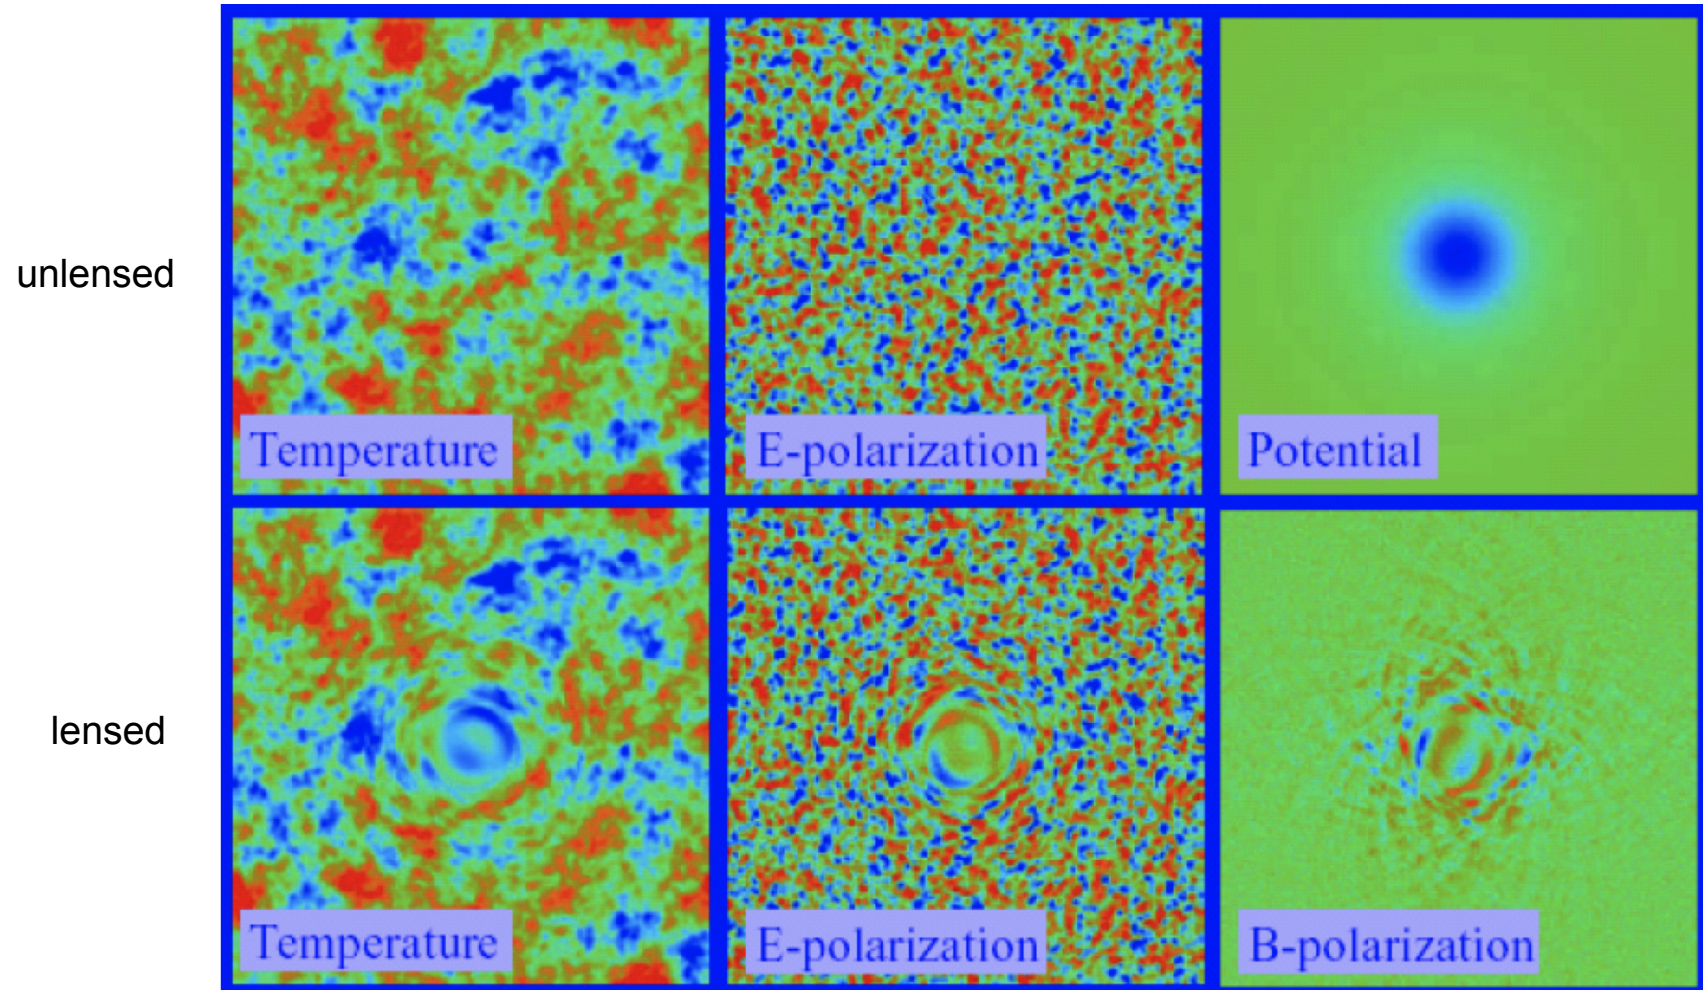 unlensed
Temperature
E-polarization
Potential
lensed
Temperature
E-polarization
B-polarization